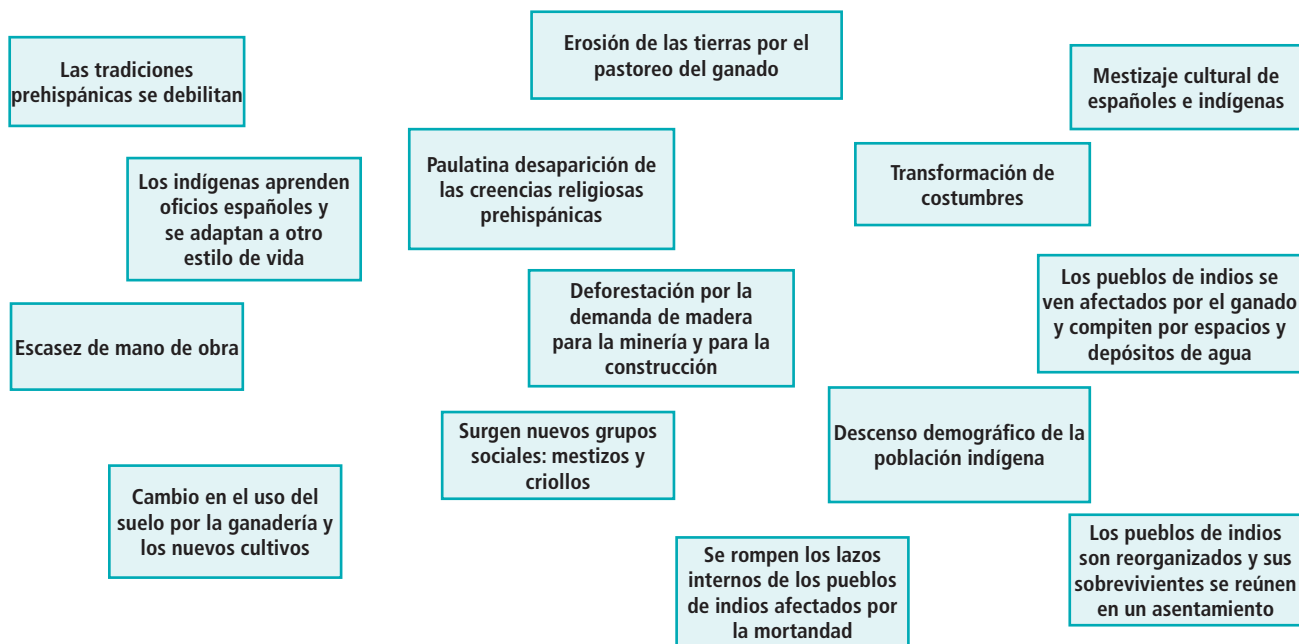 Erosión de las tierras por el
pastoreo del ganado
Las tradiciones
prehispánicas se debilitan
Mestizaje cultural de
españoles e indígenas
Paulatina desaparición de
las creencias religiosas
prehispánicas
Transformación de
costumbres
Los indígenas aprenden
oficios españoles y
se adaptan a otro
estilo de vida
Los pueblos de indios se
ven afectados por el ganado
y compiten por espacios y
depósitos de agua
Deforestación por la
demanda de madera
para la minería y para la
construcción
Escasez de mano de obra
Surgen nuevos grupos
sociales: mestizos y
criollos
Descenso demográfico de la
población indígena
Cambio en el uso del
suelo por la ganadería y
los nuevos cultivos
Los pueblos de indios
son reorganizados y sus
sobrevivientes se reúnen
en un asentamiento
Se rompen los lazos
internos de los pueblos
de indios afectados por
la mortandad